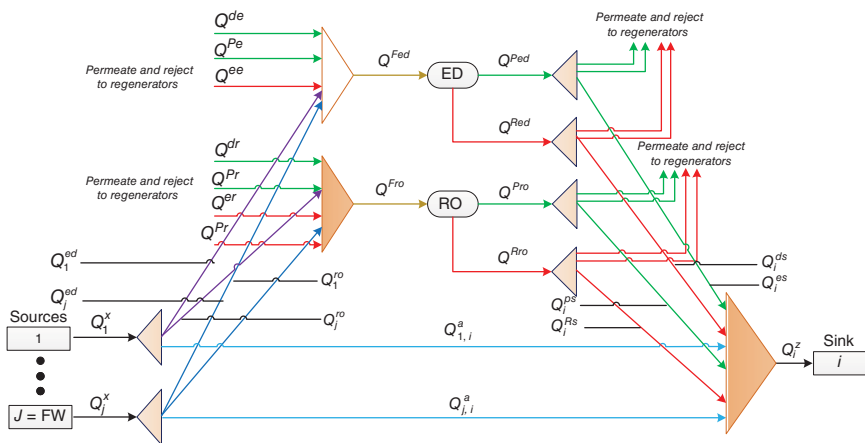 Q^de
Q^Pe
Q^ee
Permeate and reject
to regenerators
Q^Fed
ED
Q^Ped
Q^Red
Permeate and reject
to regenerators
Q^dr
Q^Pr
Q^er
Q^Pr
Permeate and reject
to regenerators
Q^Fro
RO
Q^Pro
Q^Rro
Permeate and reject
to regenerators
Q_1^ed
Q_j^ed
Q_1^ro
Q_j^ro
Q_i^ds
Q_i^es
Q_i^ps
Q_i^Rs
Sources
1
Q_1^x
Q_1,i^a
Q_i^z
Sink
i
J = FW
Q_j^x
Q_j,i^a